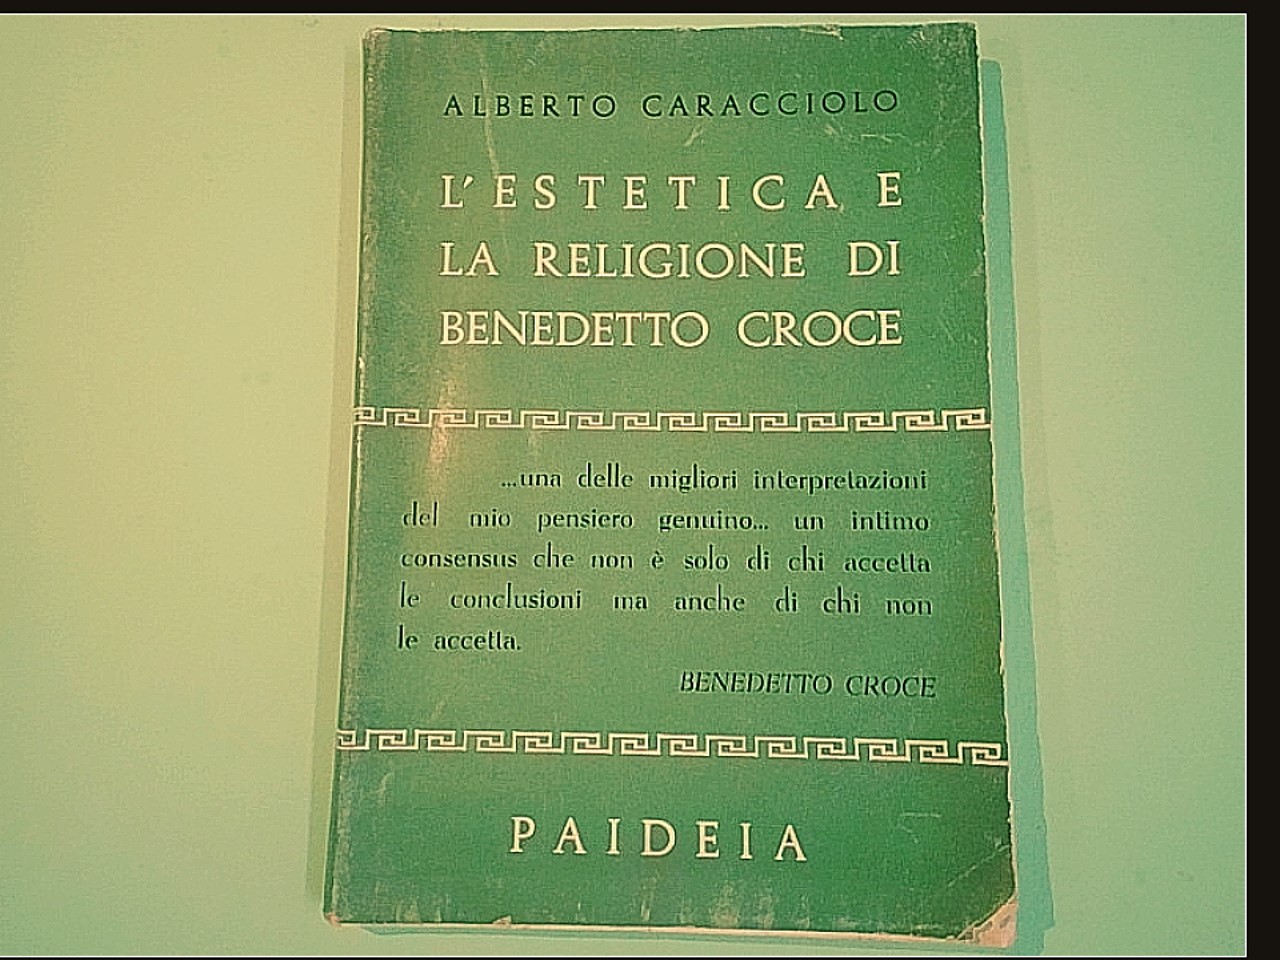 ALBERTO CARACCIOLO
L'ESTETICA E
LA RELIGIONE DI
BENEDETTO CROCE
...una delle migliori interpretazioni
del mio pensiero genuino... un intimo
consensus che non è solo di chi accetta
le conclusioni ma anche di chi non
le accetta.
BENEDETTO CROCE
PAIDEIA